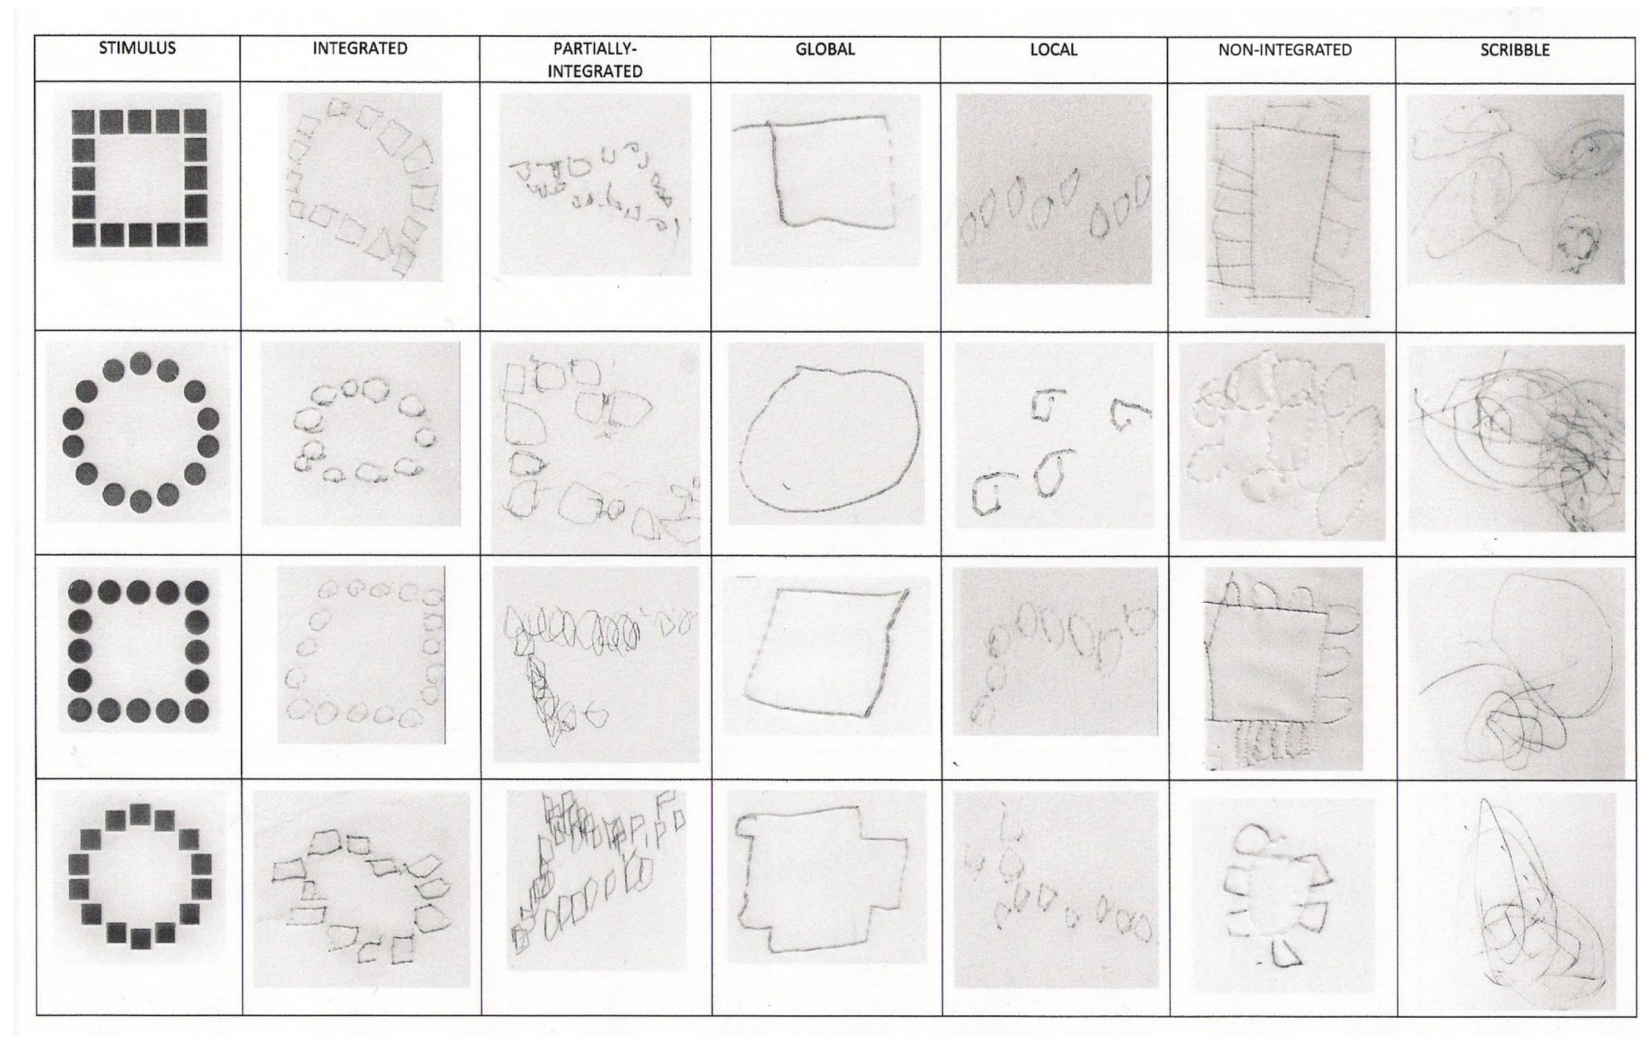 STIMULUS
INTEGRATED
PARTIALLY-
INTEGRATED
GLOBAL
LOCAL
NON-INTEGRATED
SCRIBBLE